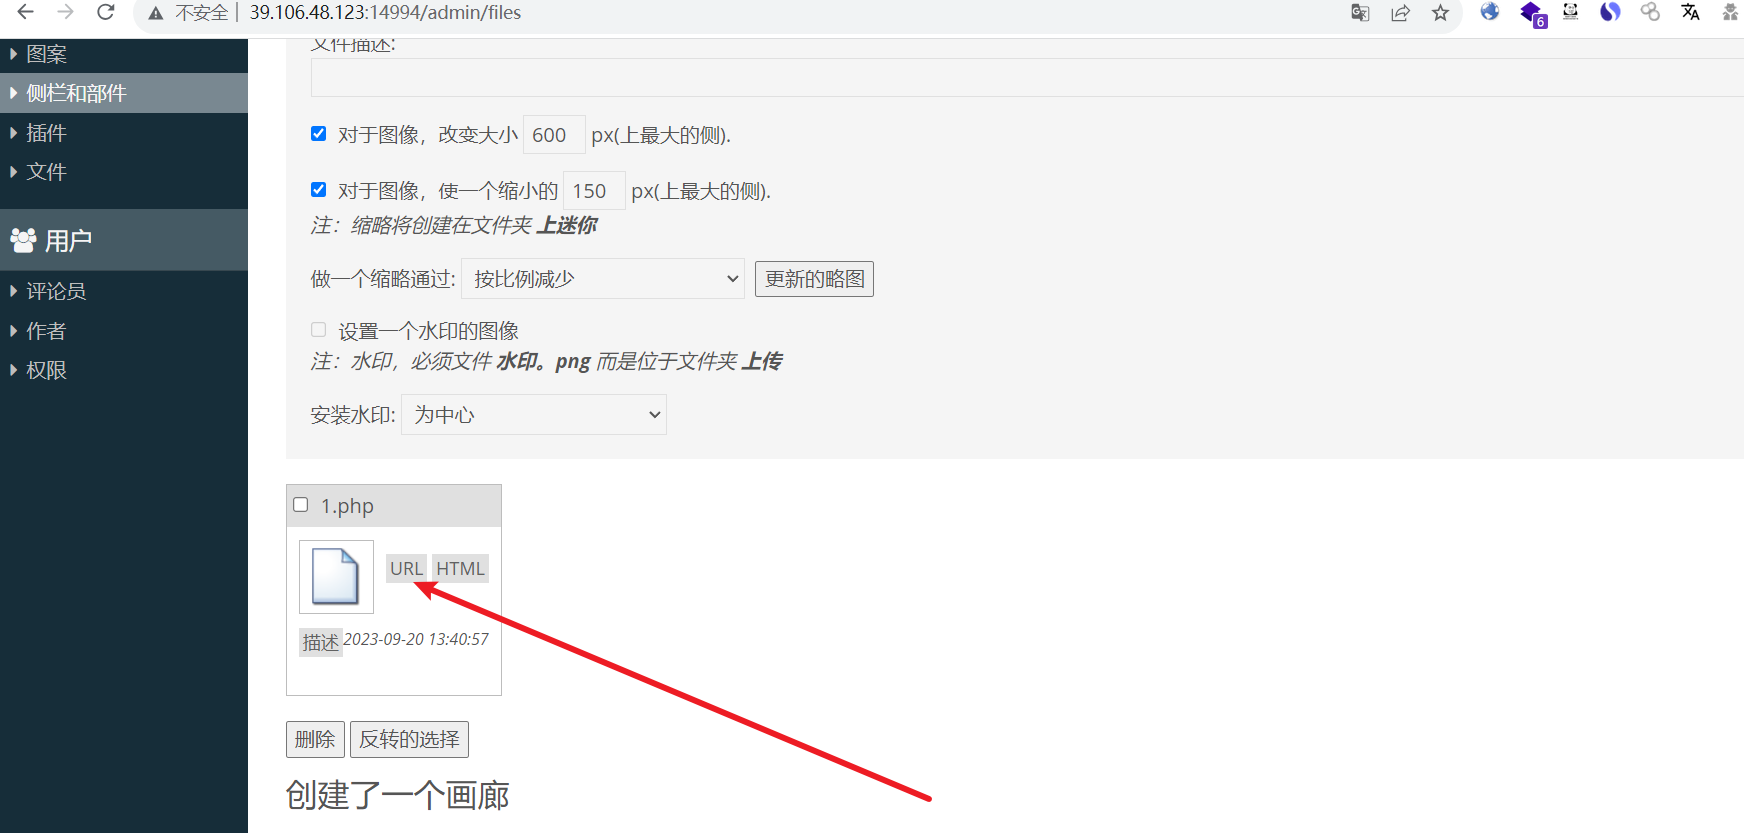 不安全 39.106.48.123:14994/admin/files
6
图案
侧栏和部件
插件
文件
用户
评论员
作者
权限
文件描述:
对于图像，改变大小 600 px(上最大的侧).
对于图像，使一个缩小的 150 px(上最大的侧).
注：缩略将创建在文件夹 上迷你
做一个缩略通过: 按比例减少 更新的略图
设置一个水印的图像
注：水印，必须文件 水印。png 而是位于文件夹 上传
安装水印: 为中心
1.php
URL HTML
描述 2023-09-20 13:40:57
删除 反转的选择
创建了一个画廊